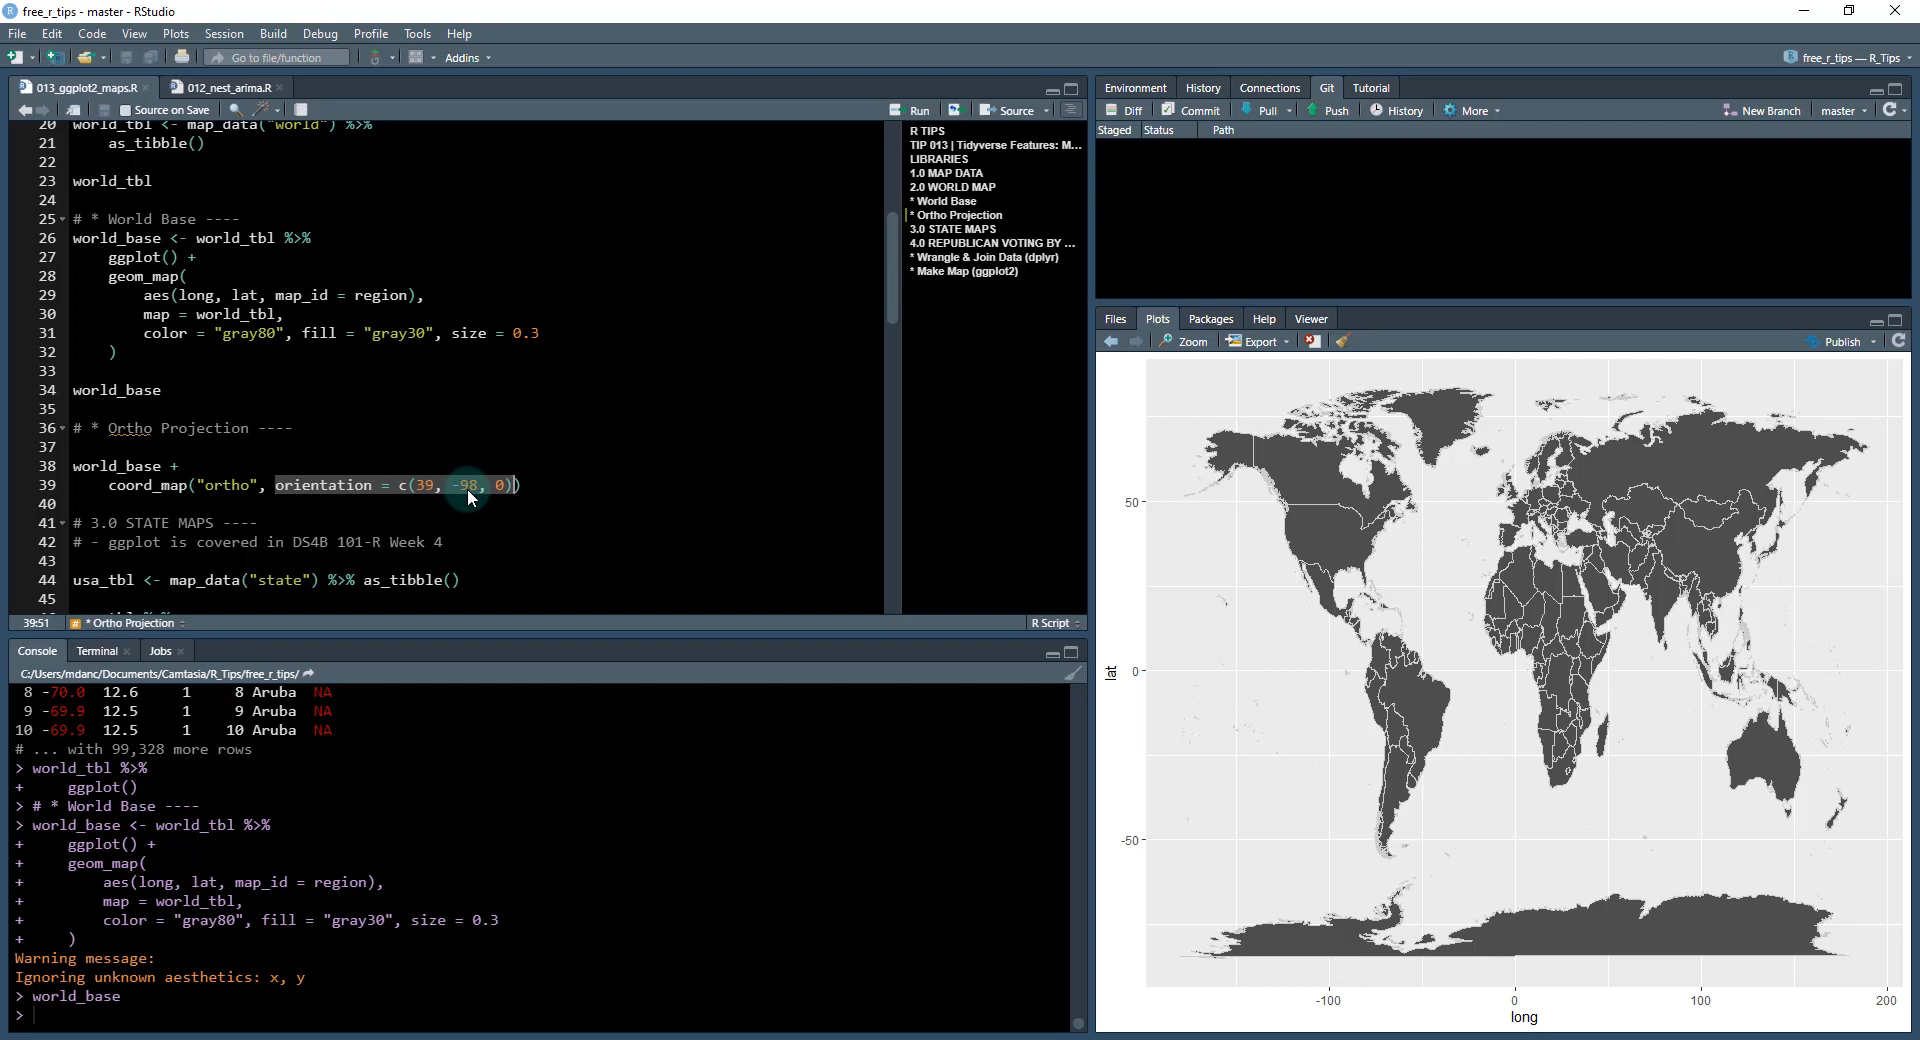 free_r_tips - master - RStudio
File Edit Code View Plots Session Build Debug Profile Tools Help
Go to file/function Addins free_r_tips — R_Tips
013_ggplot2_maps.R 012_nest_arima.R
Source on Save Run Source
20 world_tbl <- map_data("world") %>%
21 as_tibble()
22
23 world_tbl
24
25 # * World Base ----
26 world_base <- world_tbl %>%
27 ggplot() +
28 geom_map(
29 aes(long, lat, map_id = region),
30 map = world_tbl,
31 color = "gray80", fill = "gray30", size = 0.3
32 )
33
34 world_base
35
36 # * Ortho Projection ----
37
38 world_base +
39 coord_map("ortho", orientation = c(39, -98, 0))
40
41 # 3.0 STATE MAPS ----
42 # - ggplot is covered in DS4B 101-R Week 4
43
44 usa_tbl <- map_data("state") %>% as_tibble()
45
R TIPS
TIP 013 | Tidyverse Features: M...
LIBRARIES
1.0 MAP DATA
2.0 WORLD MAP
* World Base
* Ortho Projection
3.0 STATE MAPS
4.0 REPUBLICAN VOTING BY ...
* Wrangle & Join Data (dplyr)
* Make Map (ggplot2)
39:51 # * Ortho Projection R Script
Console Terminal Jobs
C:/Users/mdanc/Documents/Camtasia/R_Tips/free_r_tips/
8 -70.0 12.6 1 8 Aruba NA
9 -69.9 12.5 1 9 Aruba NA
10 -69.9 12.5 1 10 Aruba NA
# ... with 99,328 more rows
> world_tbl %>%
+ ggplot()
> # * World Base ----
> world_base <- world_tbl %>%
+ ggplot() +
+ geom_map(
+ aes(long, lat, map_id = region),
+ map = world_tbl,
+ color = "gray80", fill = "gray30", size = 0.3
+ )
Warning message:
Ignoring unknown aesthetics: x, y
> world_base
>
Environment History Connections Git Tutorial
Diff Commit Pull Push History More New Branch master
Staged Status Path
Files Plots Packages Help Viewer
Zoom Export Publish
50
0
-50
lat
-100 0 100 200
long